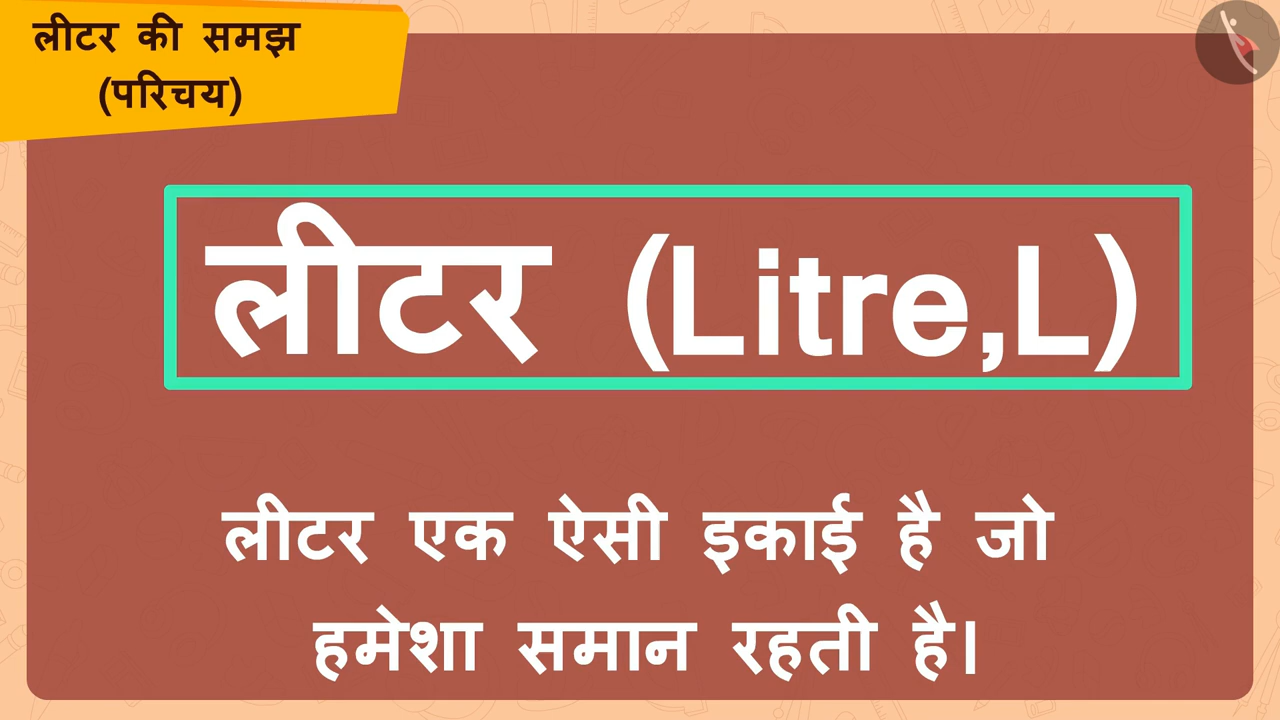 लीटर की समझ
(परिचय)
लीटर (Litre,L)
लीटर एक ऐसी इकाई है जो
हमेशा समान रहती है।